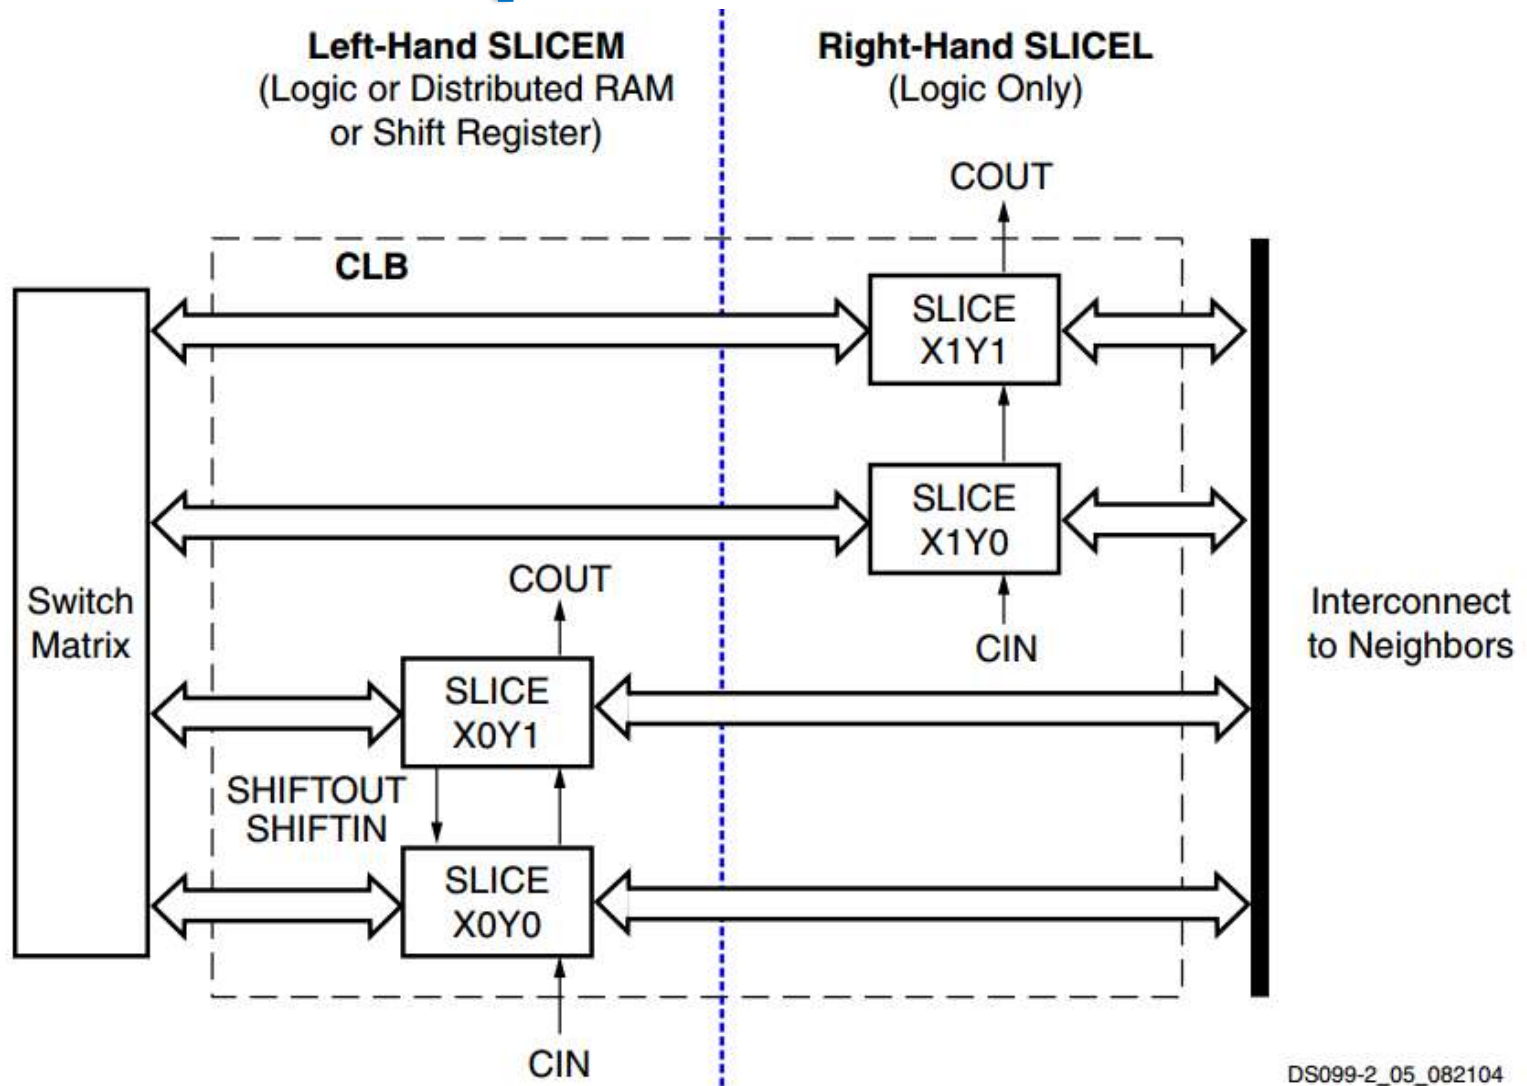 Left-Hand SLICEM
(Logic or Distributed RAM
or Shift Register)
Right-Hand SLICEL
(Logic Only)
COUT
CLB
SLICE
X1Y1
SLICE
X1Y0
CIN
Switch
Matrix
COUT
SLICE
X0Y1
SHIFTOUT
SHIFTIN
SLICE
X0Y0
CIN
Interconnect
to Neighbors
DS099-2_05_082104